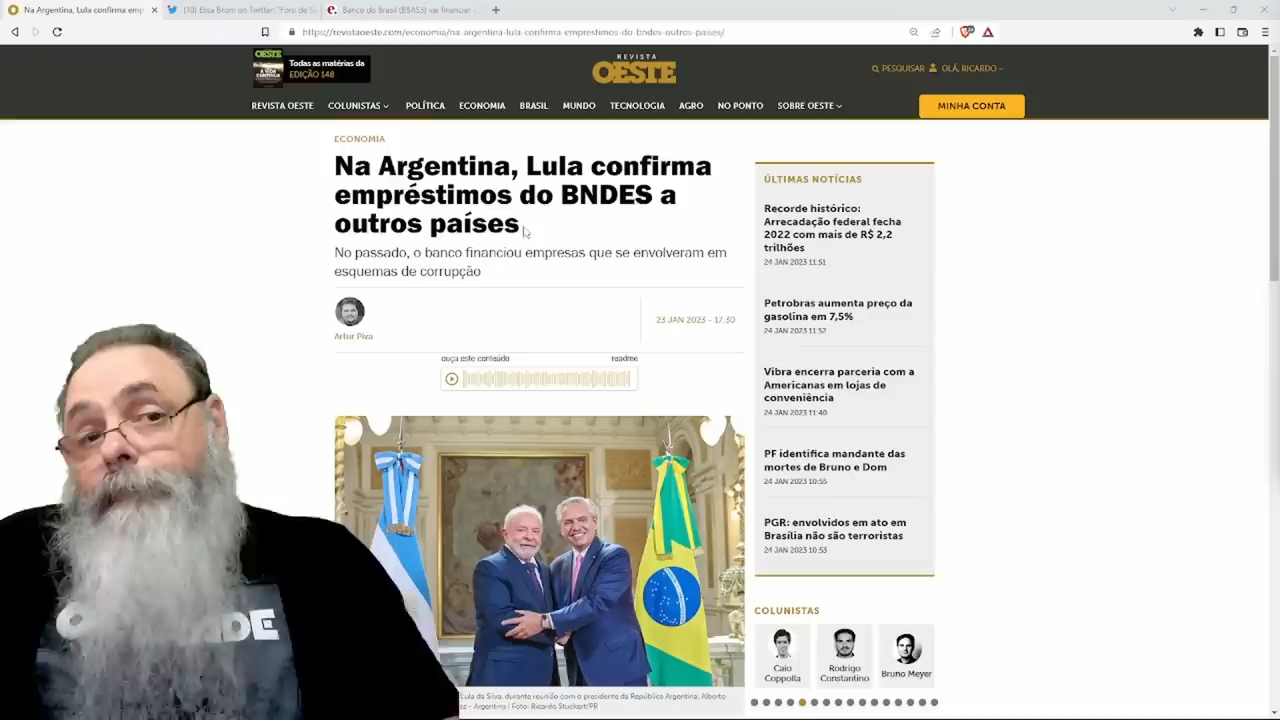 Na Argentina, Lula confirma emp
(10) Elisa Brom on Twitter: "Foro de S
Banco do Brasil (BBAS3) vai financiar
https://revistaoeste.com/economia/na-argentina-lula-confirma-emprestimos-do-bndes-outros-paises/
OESTE
Todas as matérias da
EDIÇÃO 148
REVISTA
OESTE
PESQUISAR
OLÁ, RICARDO
REVISTA OESTE
COLUNISTAS
POLÍTICA
ECONOMIA
BRASIL
MUNDO
TECNOLOGIA
AGRO
NO PONTO
SOBRE OESTE
MINHA CONTA
ECONOMIA
Na Argentina, Lula confirma
empréstimos do BNDES a
outros países
No passado, o banco financiou empresas que se envolveram em
esquemas de corrupção
Artur Piva
23 JAN 2023 - 17:30
ouça este conteúdo
readme
Lula da Silva, durante reunião com o presidente da República Argentina, Alberto
- Argentina | Foto: Ricardo Stuckert/PR
ÚLTIMAS NOTÍCIAS
Recorde histórico:
Arrecadação federal fecha
2022 com mais de R$ 2,2
trilhões
24 JAN 2023 11:51
Petrobras aumenta preço da
gasolina em 7,5%
24 JAN 2023 11:52
Vibra encerra parceria com a
Americanas em lojas de
conveniência
24 JAN 2023 11:40
PF identifica mandante das
mortes de Bruno e Dom
24 JAN 2023 10:55
PGR: envolvidos em ato em
Brasília não são terroristas
24 JAN 2023 10:53
COLUNISTAS
Caio
Coppolla
Rodrigo
Constantino
Bruno Meyer